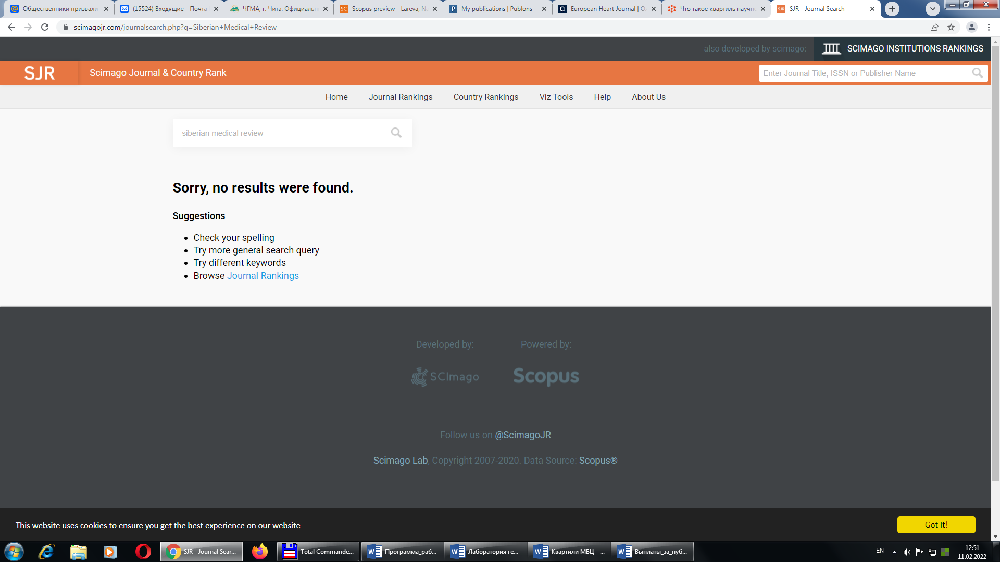 Общественники призвали
(15524) Входящие - Почта
ЧГМА, г. Чита. Официальн
Scopus preview - Lareva, Na
My publications | Publons
European Heart Journal | O
Что такое квартиль научно
SJR - Journal Search
scimagojr.com/journalsearch.php?q=Siberian+Medical+Review
also developed by scimago:
SCIMAGO INSTITUTIONS RANKINGS
SJR
Scimago Journal & Country Rank
Enter Journal Title, ISSN or Publisher Name
Home
Journal Rankings
Country Rankings
Viz Tools
Help
About Us
siberian medical review
Sorry, no results were found.
Suggestions
Check your spelling
Try more general search query
Try different keywords
Browse Journal Rankings
Developed by:
Powered by:
SCImago
Scopus
Follow us on @ScimagoJR
Scimago Lab, Copyright 2007-2020. Data Source: Scopus®
This website uses cookies to ensure you get the best experience on our website
Got it!
SJR - Journal Sear...
Total Commande...
Программа_раб...
Лаборатория ге...
Квартили МБЦ - ...
Выплаты_за_пуб...
EN
12:51
11.02.2022